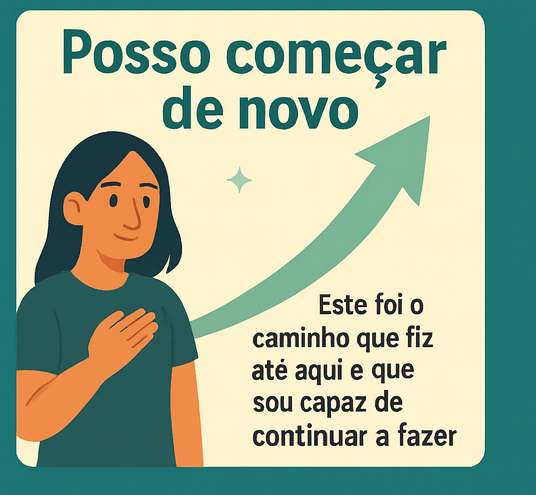 Posso começar
de novo
Este foi o
caminho que fiz
até aqui e que
sou capaz de
continuar a fazer